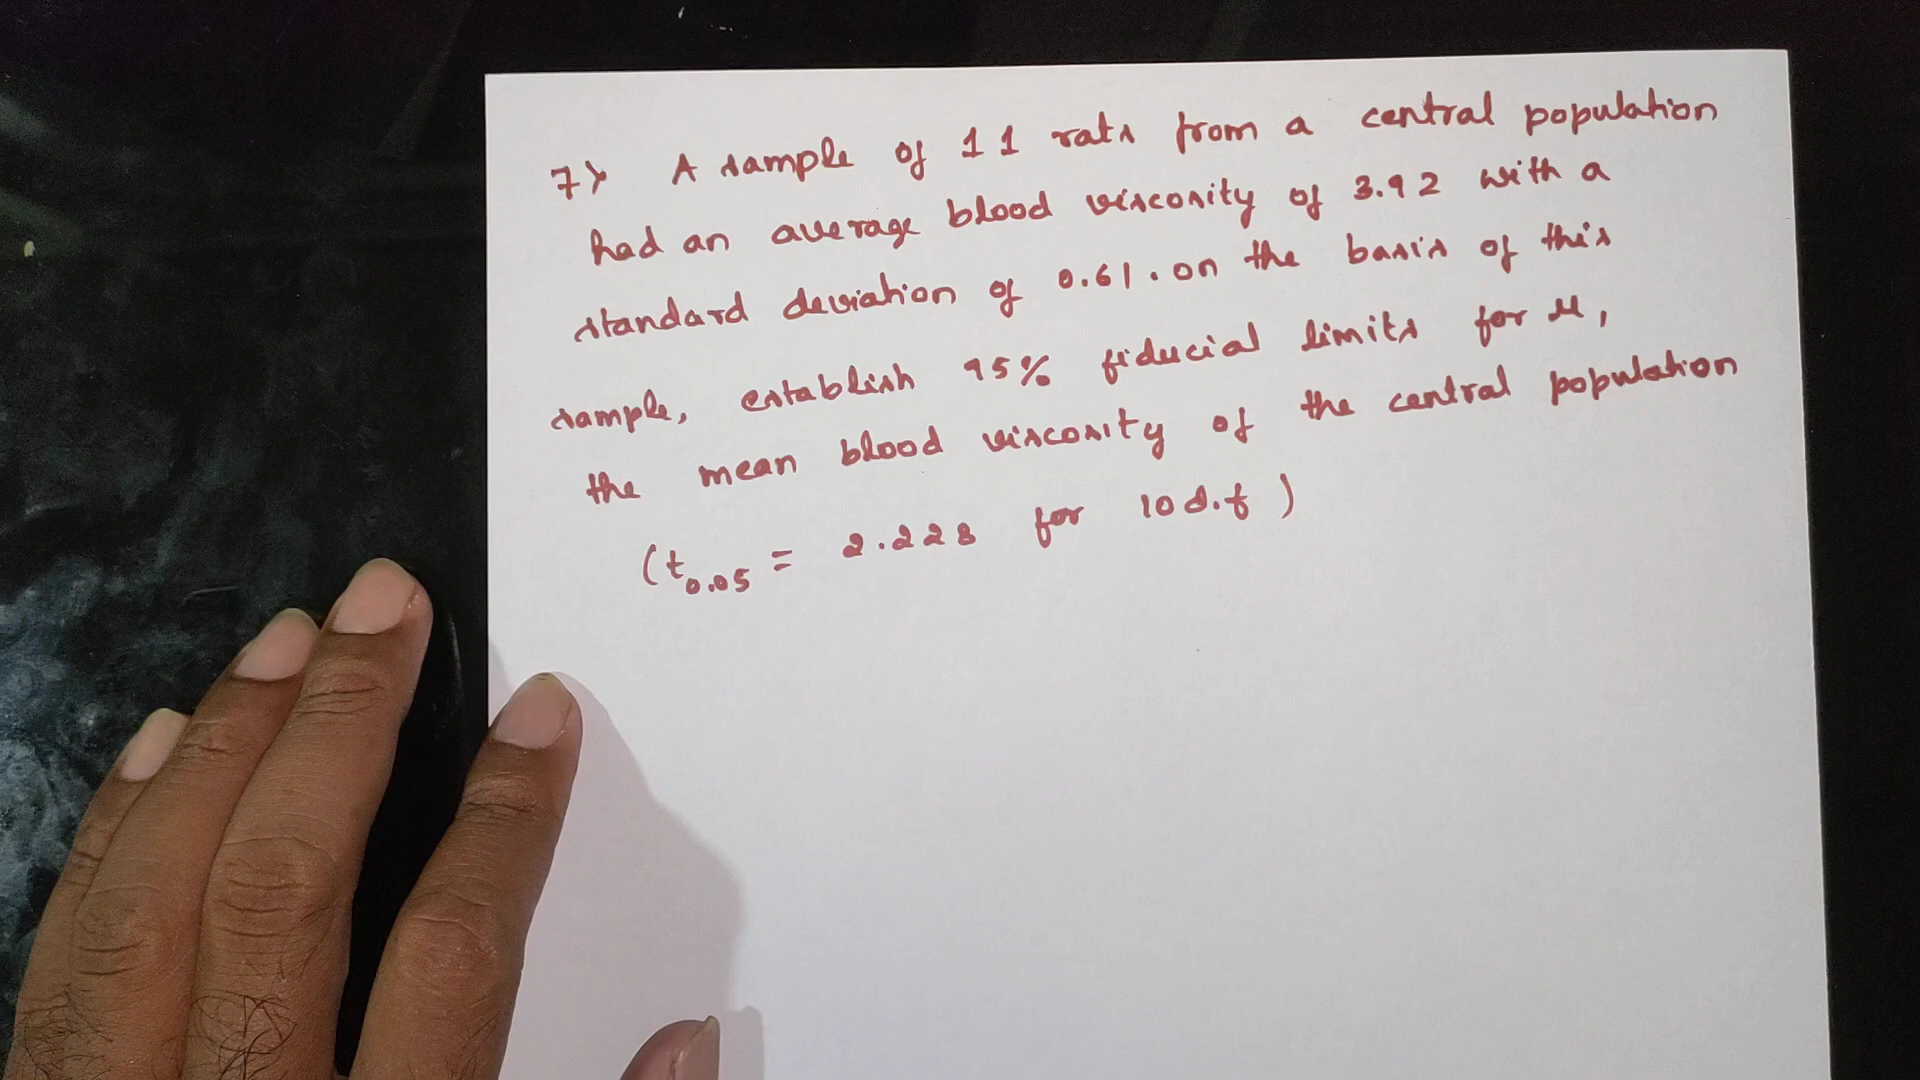 7) A sample of 11 rats from a central population
had an average blood viscosity of 3.92 with a
standard deviation of 0.61. on the basis of this
sample, establish 95% fiducial limits for μ,
the mean blood viscosity of the central population
(t0.05 = 2.228 for 10 d.f)